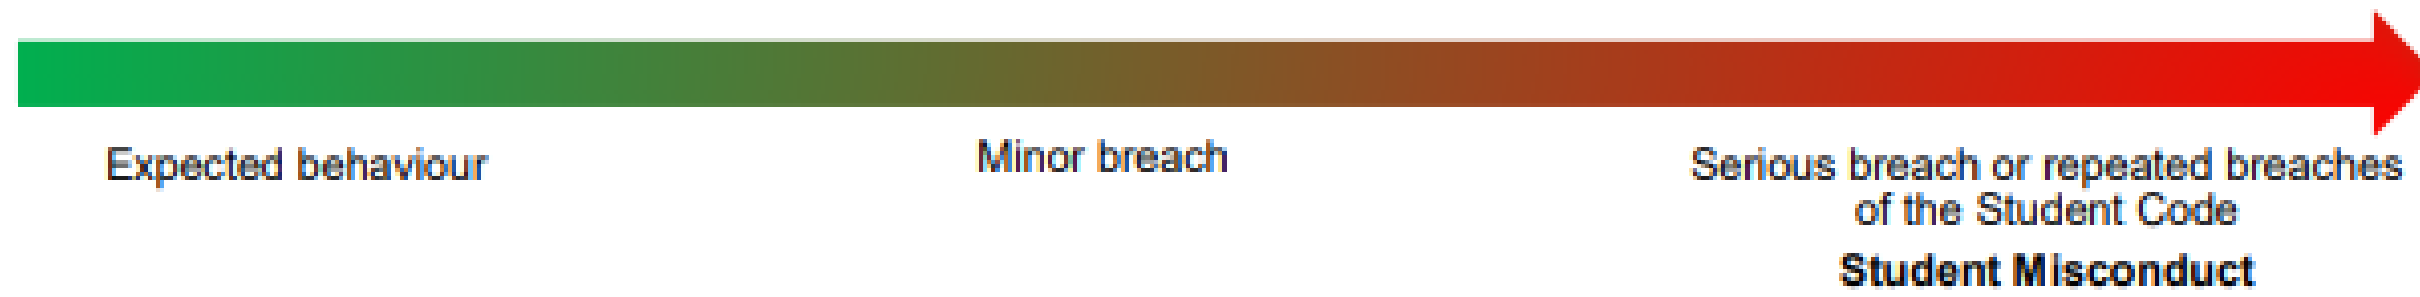 Expected behaviour
Minor breach
Serious breach or repeated breaches
of the Student Code
Student Misconduct